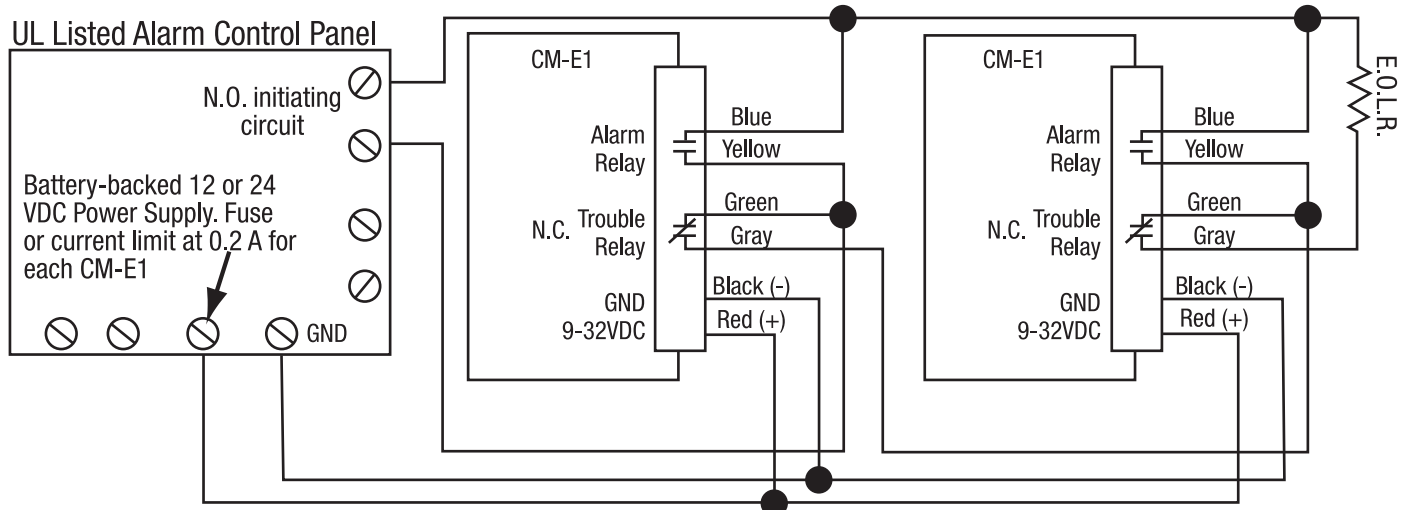 UL Listed Alarm Control Panel
N.O. initiating
circuit
Battery-backed 12 or 24
VDC Power Supply. Fuse
or current limit at 0.2 A for
each CM-E1
GND
CM-E1
Alarm
Relay
Blue
Yellow
N.C. Trouble
Relay
Green
Gray
GND
9-32VDC
Black (-)
Red (+)
CM-E1
Alarm
Relay
Blue
Yellow
N.C. Trouble
Relay
Green
Gray
GND
9-32VDC
Black (-)
Red (+)
E.O.L.R.